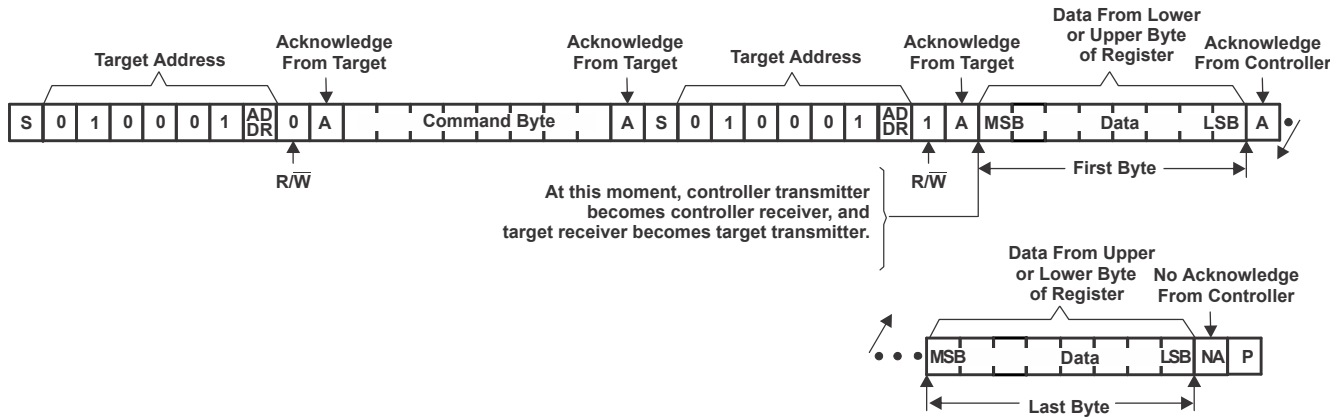 Target Address
Acknowledge
From Target
Acknowledge
From Target
Target Address
Acknowledge
From Target
Data From Lower
or Upper Byte
of Register
Acknowledge
From Controller
S 0 1 0 0 0 1 AD DR 0 A Command Byte A S 0 1 0 0 0 1 AD DR 1 A MSB Data LSB A
R/W̅
R/W̅
First Byte
At this moment, controller transmitter
becomes controller receiver, and
target receiver becomes target transmitter.
Data From Upper
or Lower Byte
of Register
No Acknowledge
From Controller
MSB Data LSB NA P
Last Byte